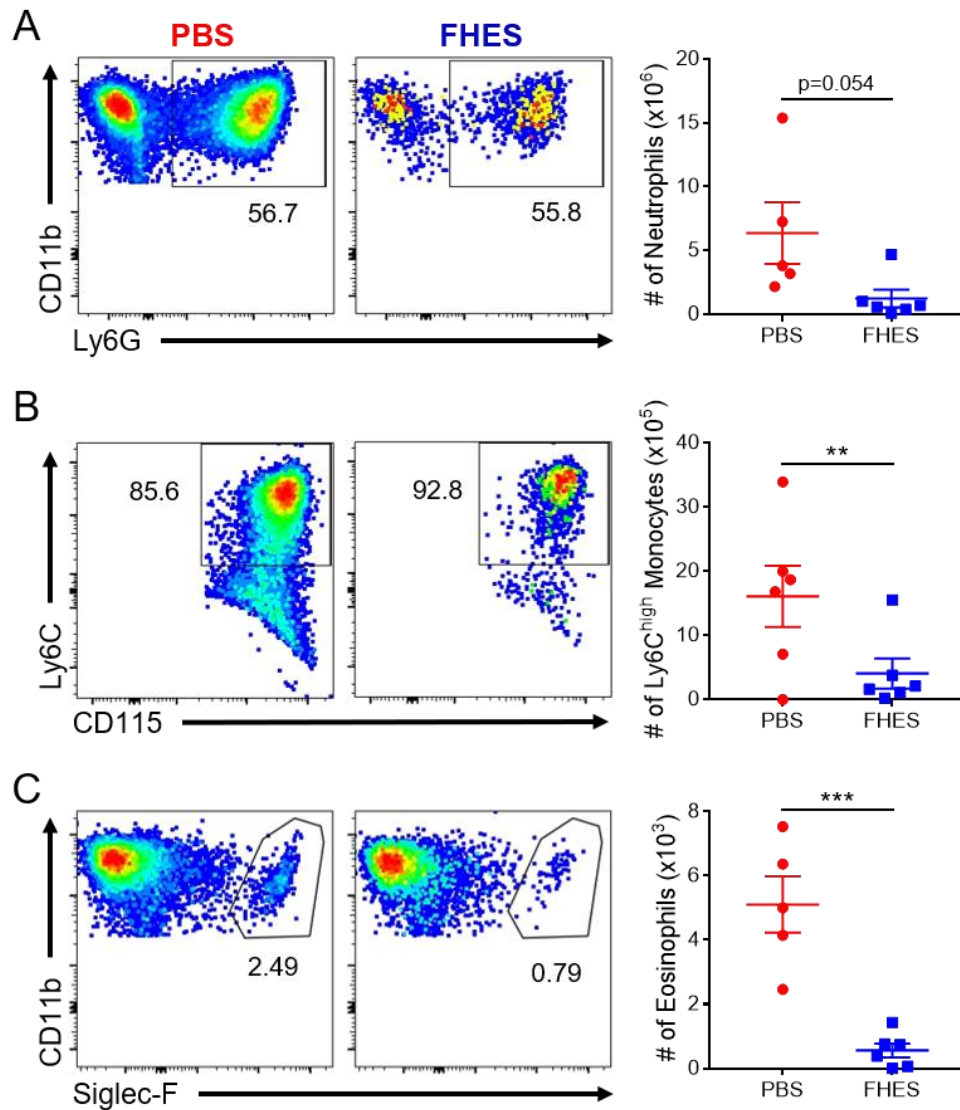 A
PBS
FHES
CD11b
56.7
55.8
Ly6G
# of Neutrophils (x10⁶)
20
15
10
5
0
p=0.054
PBS
FHES
B
85.6
92.8
Ly6C
CD115
# of Ly6Cʰⁱᵍʰ Monocytes (x10⁵)
40
30
20
10
0
**
PBS
FHES
C
CD11b
2.49
0.79
Siglec-F
# of Eosinophils (x10³)
8
6
4
2
0
***
PBS
FHES